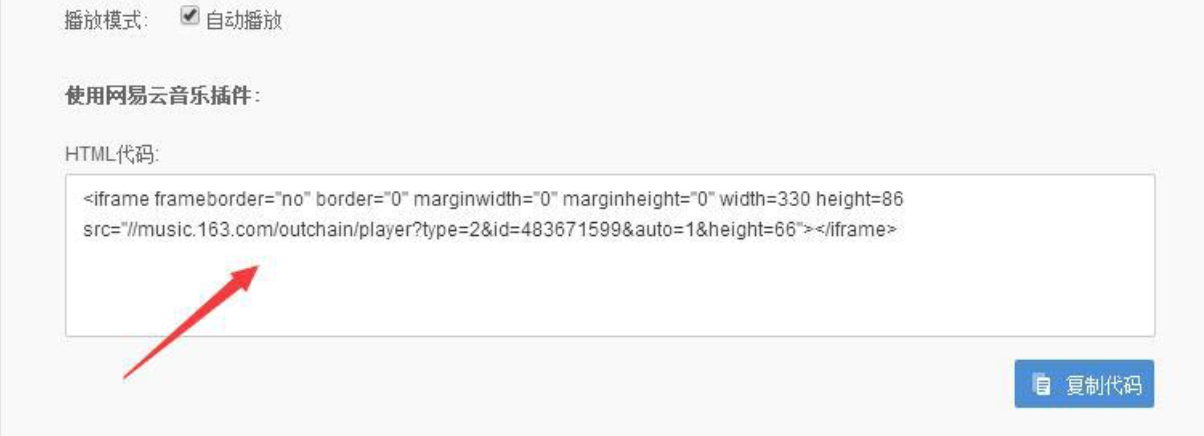 播放模式: 自动播放
使用网易云音乐插件:
HTML代码:
<iframe frameborder="no" border="0" marginwidth="0" marginheight="0" width=330 height=86
src="//music.163.com/outchain/player?type=2&id=483671599&auto=1&height=66"></iframe>
复制代码